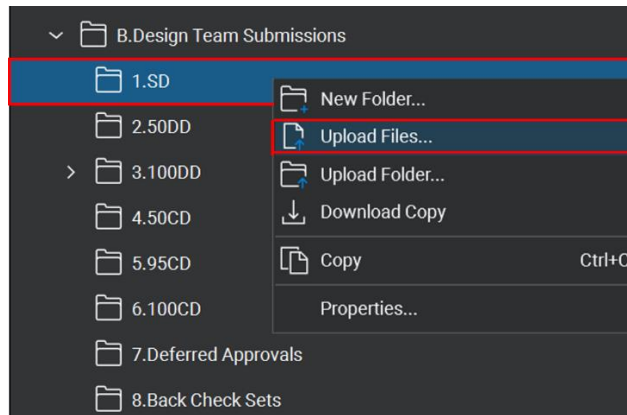 B.Design Team Submissions
1.SD
New Folder...
2.50DD
Upload Files...
3.100DD
Upload Folder...
4.50CD
Download Copy
5.95CD
Copy Ctrl+C
6.100CD
Properties...
7.Deferred Approvals
8.Back Check Sets